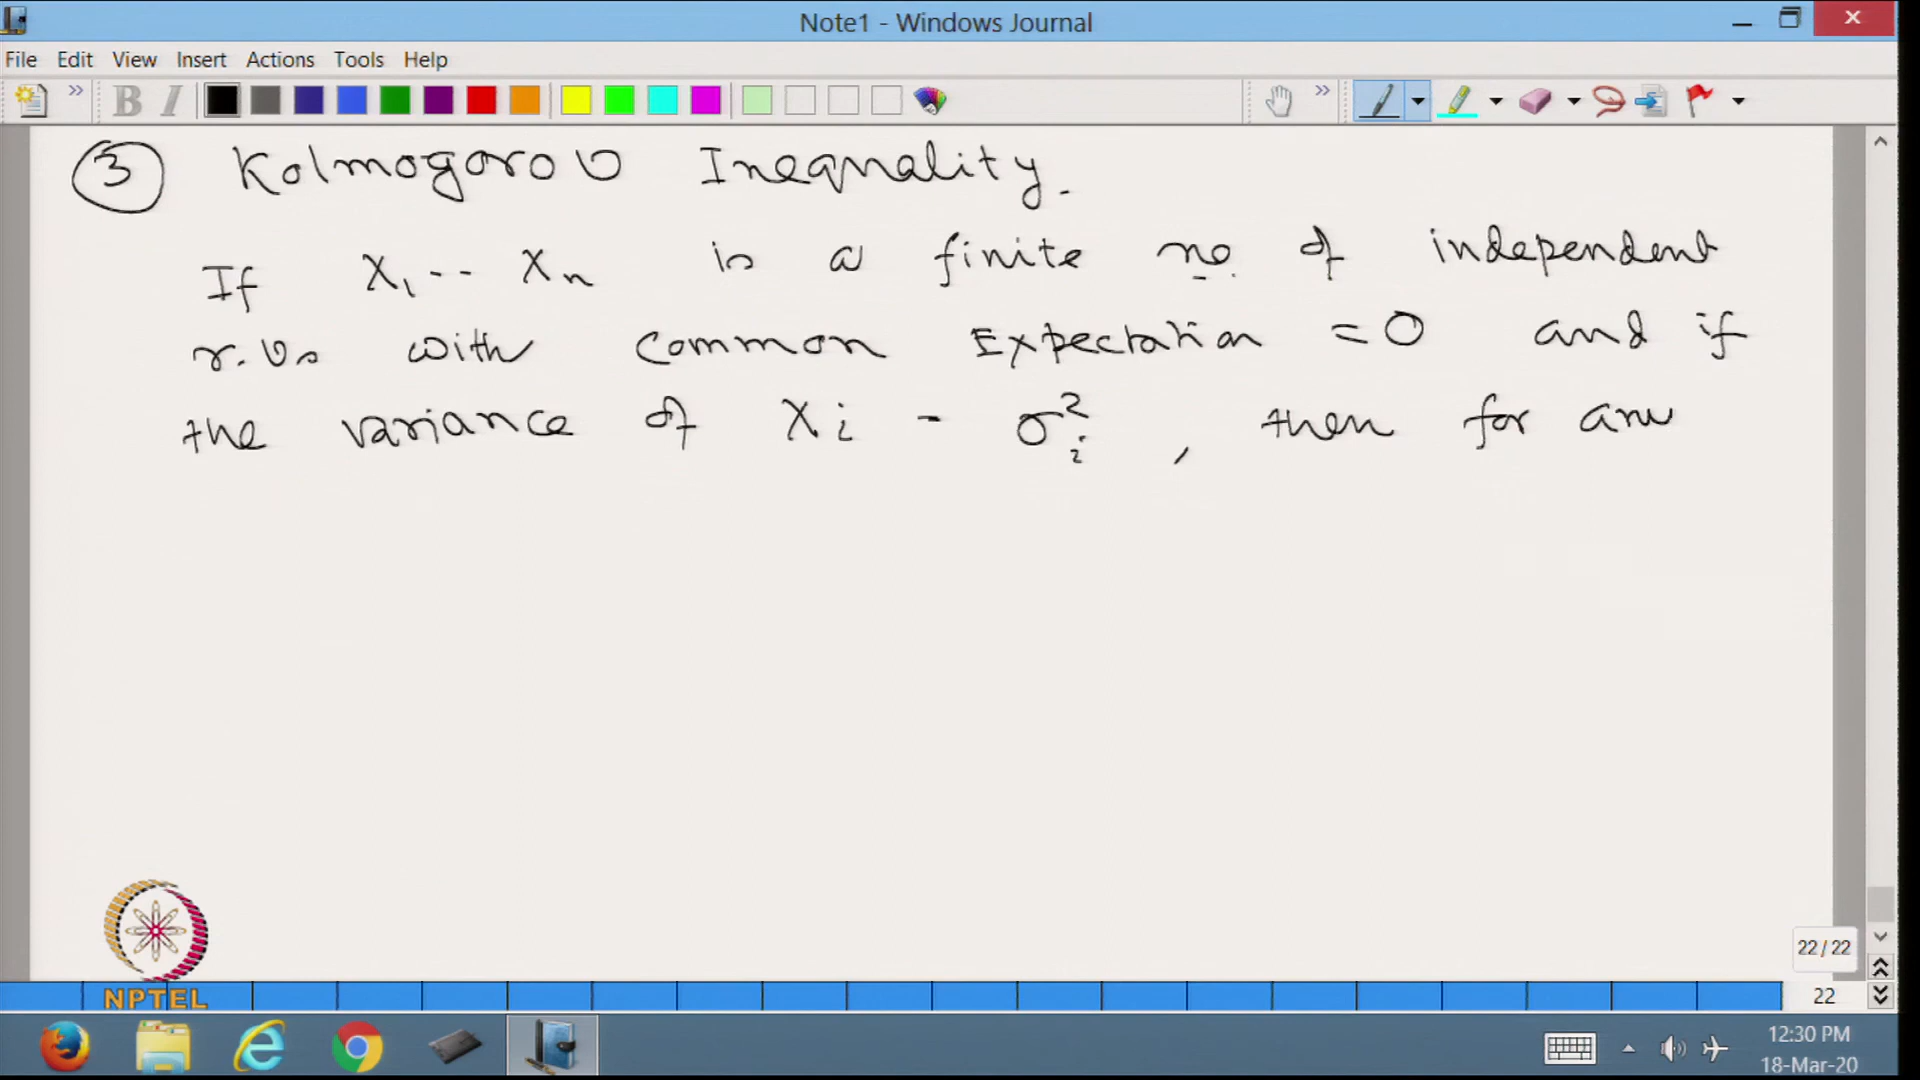 Note1 - Windows Journal
File Edit View Insert Actions Tools Help
B I
3 Kolmogorov Inequality.
If X1 -- Xn is a finite no. of independent
r.vs with common Expectation = 0 and if
the variance of Xi - σi², then for
22 / 22
NPTEL
22
12:30 PM
18-Mar-20